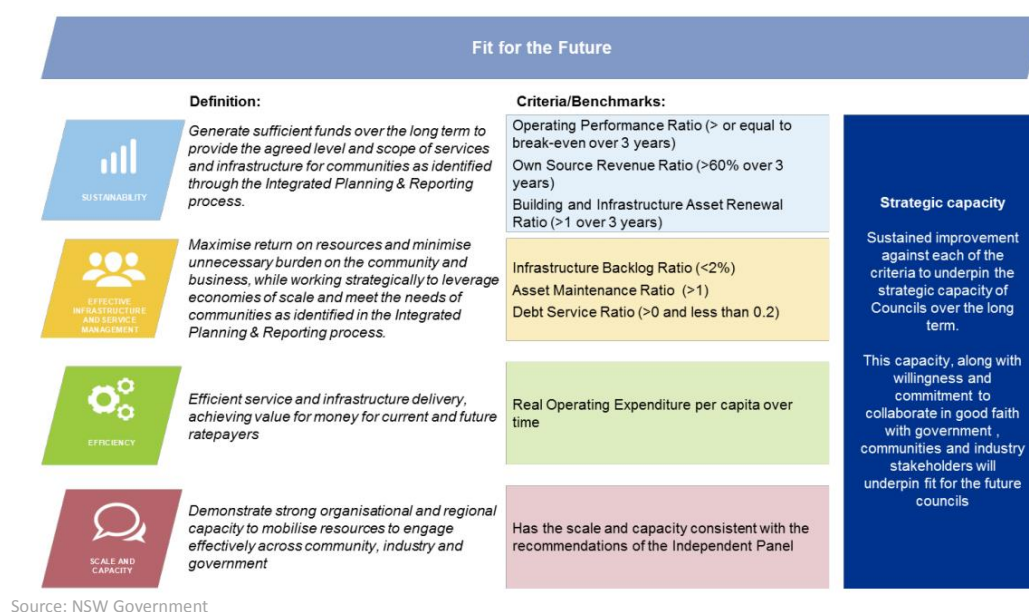 Fit for the Future
Definition:
Criteria/Benchmarks:
SUSTAINABILITY
Generate sufficient funds over the long term to
provide the agreed level and scope of services
and infrastructure for communities as identified
through the Integrated Planning & Reporting
process.
Operating Performance Ratio (> or equal to
break-even over 3 years)
Own Source Revenue Ratio (>60% over 3
years)
Building and Infrastructure Asset Renewal
Ratio (>1 over 3 years)
EFFECTIVE
INFRASTRUCTURE
AND SERVICE
MANAGEMENT
Maximise return on resources and minimise
unnecessary burden on the community and
business, while working strategically to leverage
economies of scale and meet the needs of
communities as identified in the Integrated
Planning & Reporting process.
Infrastructure Backlog Ratio (<2%)
Asset Maintenance Ratio (>1)
Debt Service Ratio (>0 and less than 0.2)
EFFICIENCY
Efficient service and infrastructure delivery,
achieving value for money for current and future
ratepayers
Real Operating Expenditure per capita over
time
SCALE AND
CAPACITY
Demonstrate strong organisational and regional
capacity to mobilise resources to engage
effectively across community, industry and
government
Has the scale and capacity consistent with the
recommendations of the Independent Panel
Strategic capacity
Sustained improvement
against each of the
criteria to underpin the
strategic capacity of
Councils over the long
term.
This capacity, along with
willingness and
commitment to
collaborate in good faith
with government ,
communities and industry
stakeholders will
underpin fit for the future
councils
Source: NSW Government